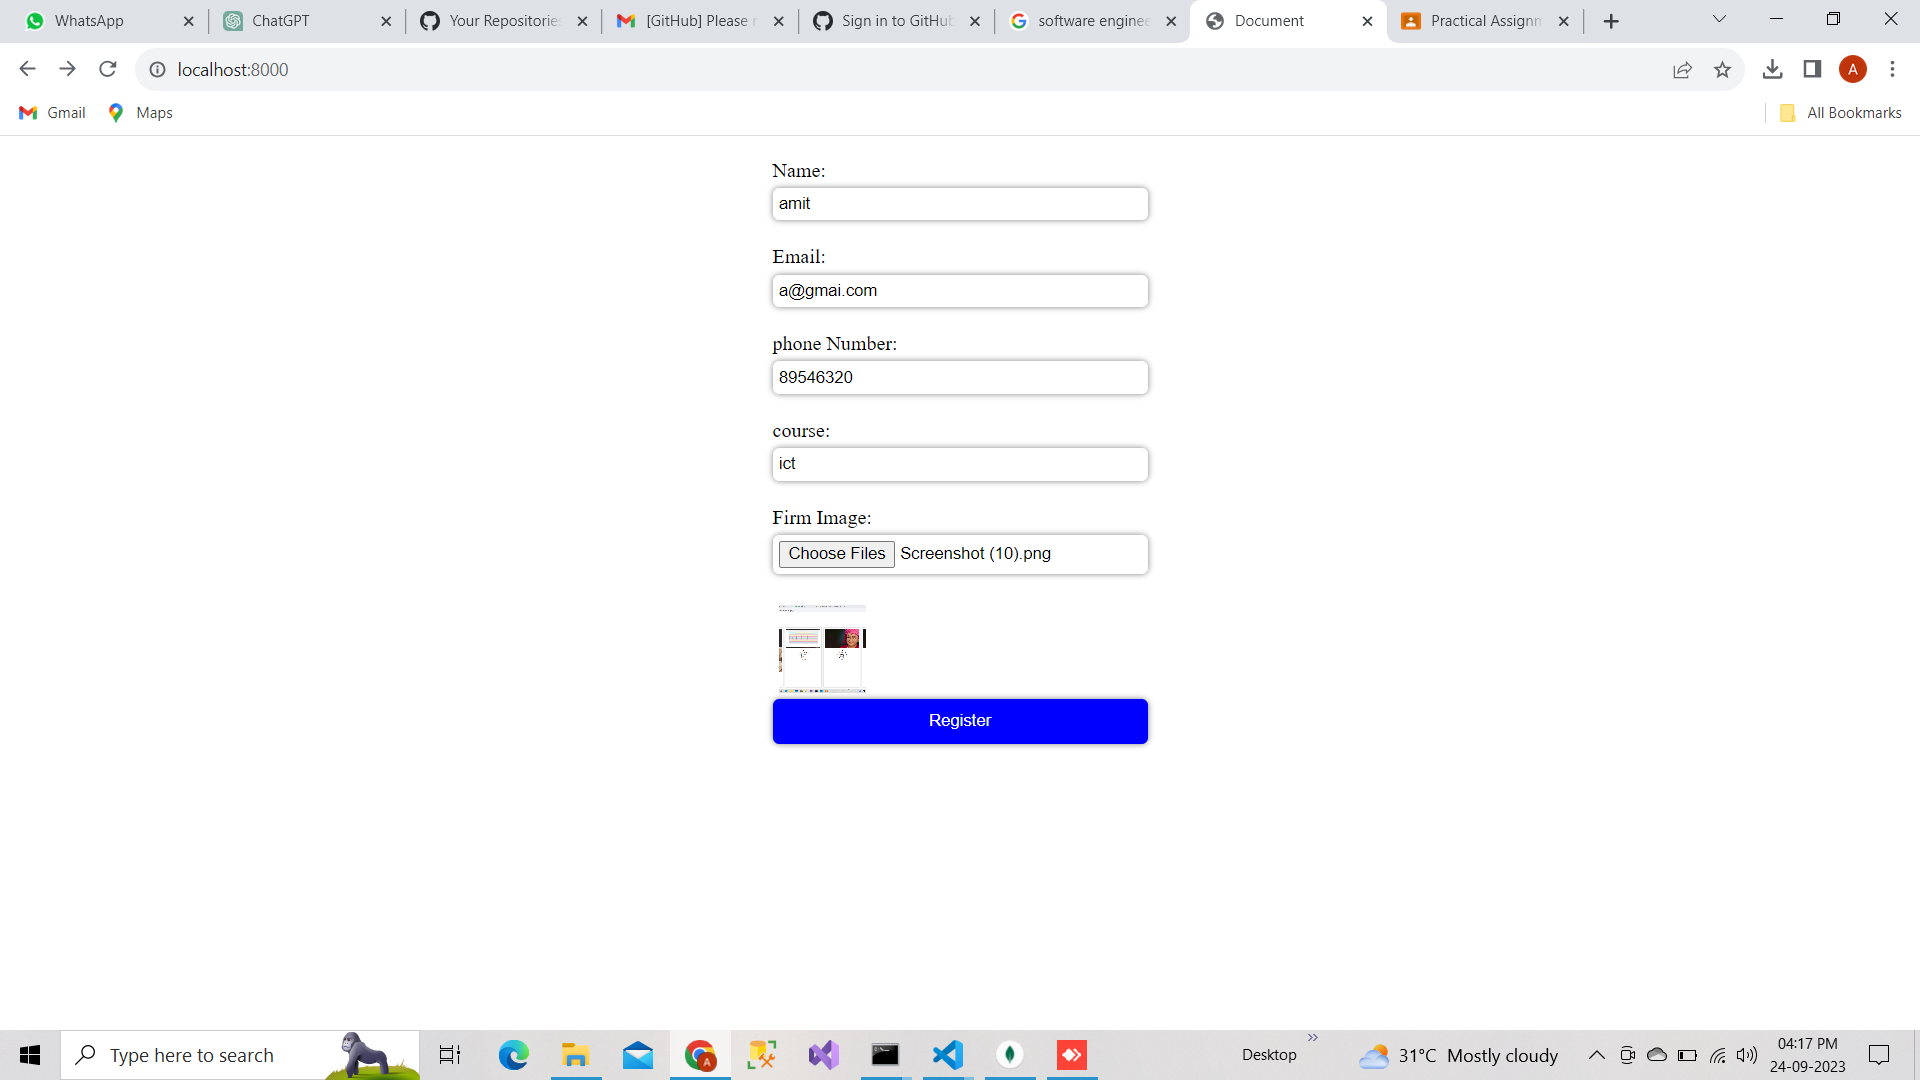 WhatsApp
ChatGPT
Your Repositories
[GitHub] Please r
Sign in to GitHub
software enginee
Document
Practical Assignm
localhost:8000
A
Gmail
Maps
All Bookmarks
Name:
amit
Email:
a@gmai.com
phone Number:
89546320
course:
ict
Firm Image:
Choose Files Screenshot (10).png
Register
Type here to search
A
Desktop
31°C Mostly cloudy
04:17 PM
24-09-2023